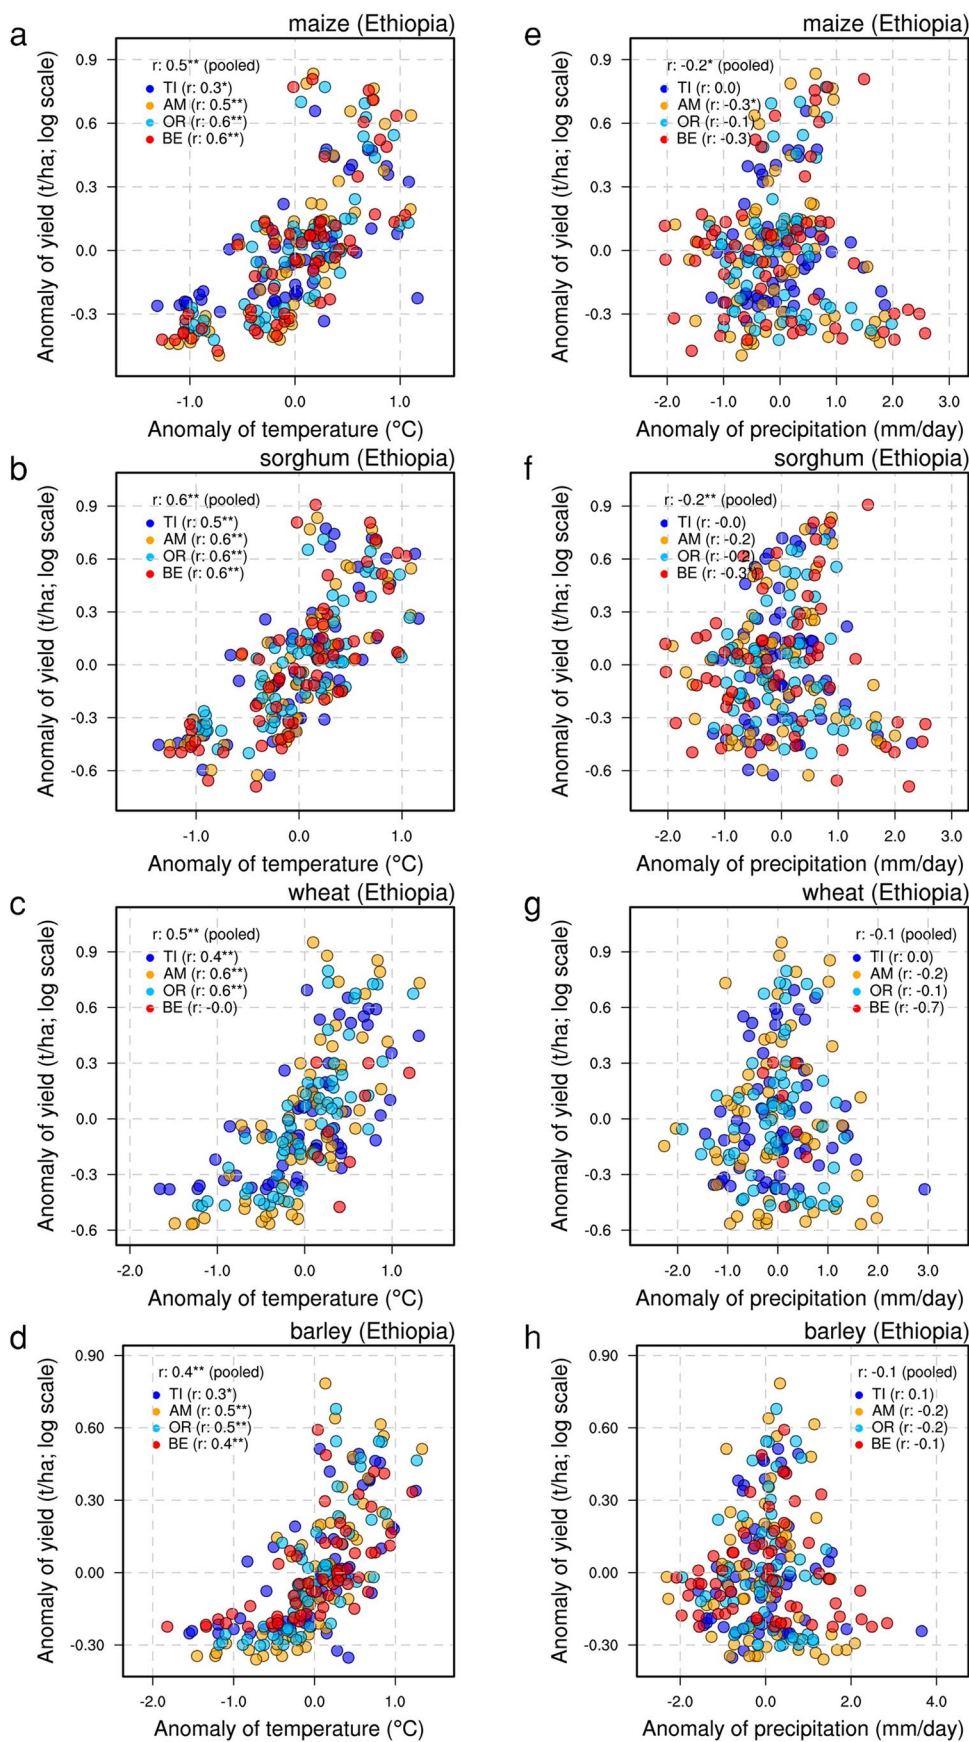 a
maize (Ethiopia)
r: 0.5** (pooled)
TI (r: 0.3*)
AM (r: 0.5**)
OR (r: 0.6**)
BE (r: 0.6**)
0.9
0.6
0.3
0.0
-0.3
-1.0 0.0 1.0
Anomaly of yield (t/ha; log scale)
Anomaly of temperature (°C)
e
maize (Ethiopia)
r: -0.2* (pooled)
TI (r: 0.0)
AM (r: -0.3*)
OR (r: -0.1)
BE (r: -0.3)
0.9
0.6
0.3
0.0
-0.3
-2.0 -1.0 0.0 1.0 2.0 3.0
Anomaly of yield (t/ha; log scale)
Anomaly of precipitation (mm/day)
b
sorghum (Ethiopia)
r: 0.6** (pooled)
TI (r: 0.5**)
AM (r: 0.6**)
OR (r: 0.6**)
BE (r: 0.6**)
0.9
0.6
0.3
0.0
-0.3
-0.6
-1.0 0.0 1.0
Anomaly of yield (t/ha; log scale)
Anomaly of temperature (°C)
f
sorghum (Ethiopia)
r: -0.2** (pooled)
TI (r: -0.0)
AM (r: -0.2)
OR (r: -0.2)
BE (r: -0.3*)
0.9
0.6
0.3
0.0
-0.3
-0.6
-2.0 -1.0 0.0 1.0 2.0 3.0
Anomaly of yield (t/ha; log scale)
Anomaly of precipitation (mm/day)
c
wheat (Ethiopia)
r: 0.5** (pooled)
TI (r: 0.4**)
AM (r: 0.6**)
OR (r: 0.6**)
BE (r: -0.0)
0.9
0.6
0.3
0.0
-0.3
-0.6
-2.0 -1.0 0.0 1.0
Anomaly of yield (t/ha; log scale)
Anomaly of temperature (°C)
g
wheat (Ethiopia)
r: -0.1 (pooled)
TI (r: 0.0)
AM (r: -0.2)
OR (r: -0.1)
BE (r: -0.7)
0.9
0.6
0.3
0.0
-0.3
-0.6
-2.0 -1.0 0.0 1.0 2.0 3.0
Anomaly of yield (t/ha; log scale)
Anomaly of precipitation (mm/day)
d
barley (Ethiopia)
r: 0.4** (pooled)
TI (r: 0.3*)
AM (r: 0.5**)
OR (r: 0.5**)
BE (r: 0.4**)
0.90
0.60
0.30
0.00
-0.30
-2.0 -1.0 0.0 1.0
Anomaly of yield (t/ha; log scale)
Anomaly of temperature (°C)
h
barley (Ethiopia)
r: -0.1 (pooled)
TI (r: 0.1)
AM (r: -0.2)
OR (r: -0.2)
BE (r: -0.1)
0.90
0.60
0.30
0.00
-0.30
-2.0 0.0 2.0 4.0
Anomaly of yield (t/ha; log scale)
Anomaly of precipitation (mm/day)